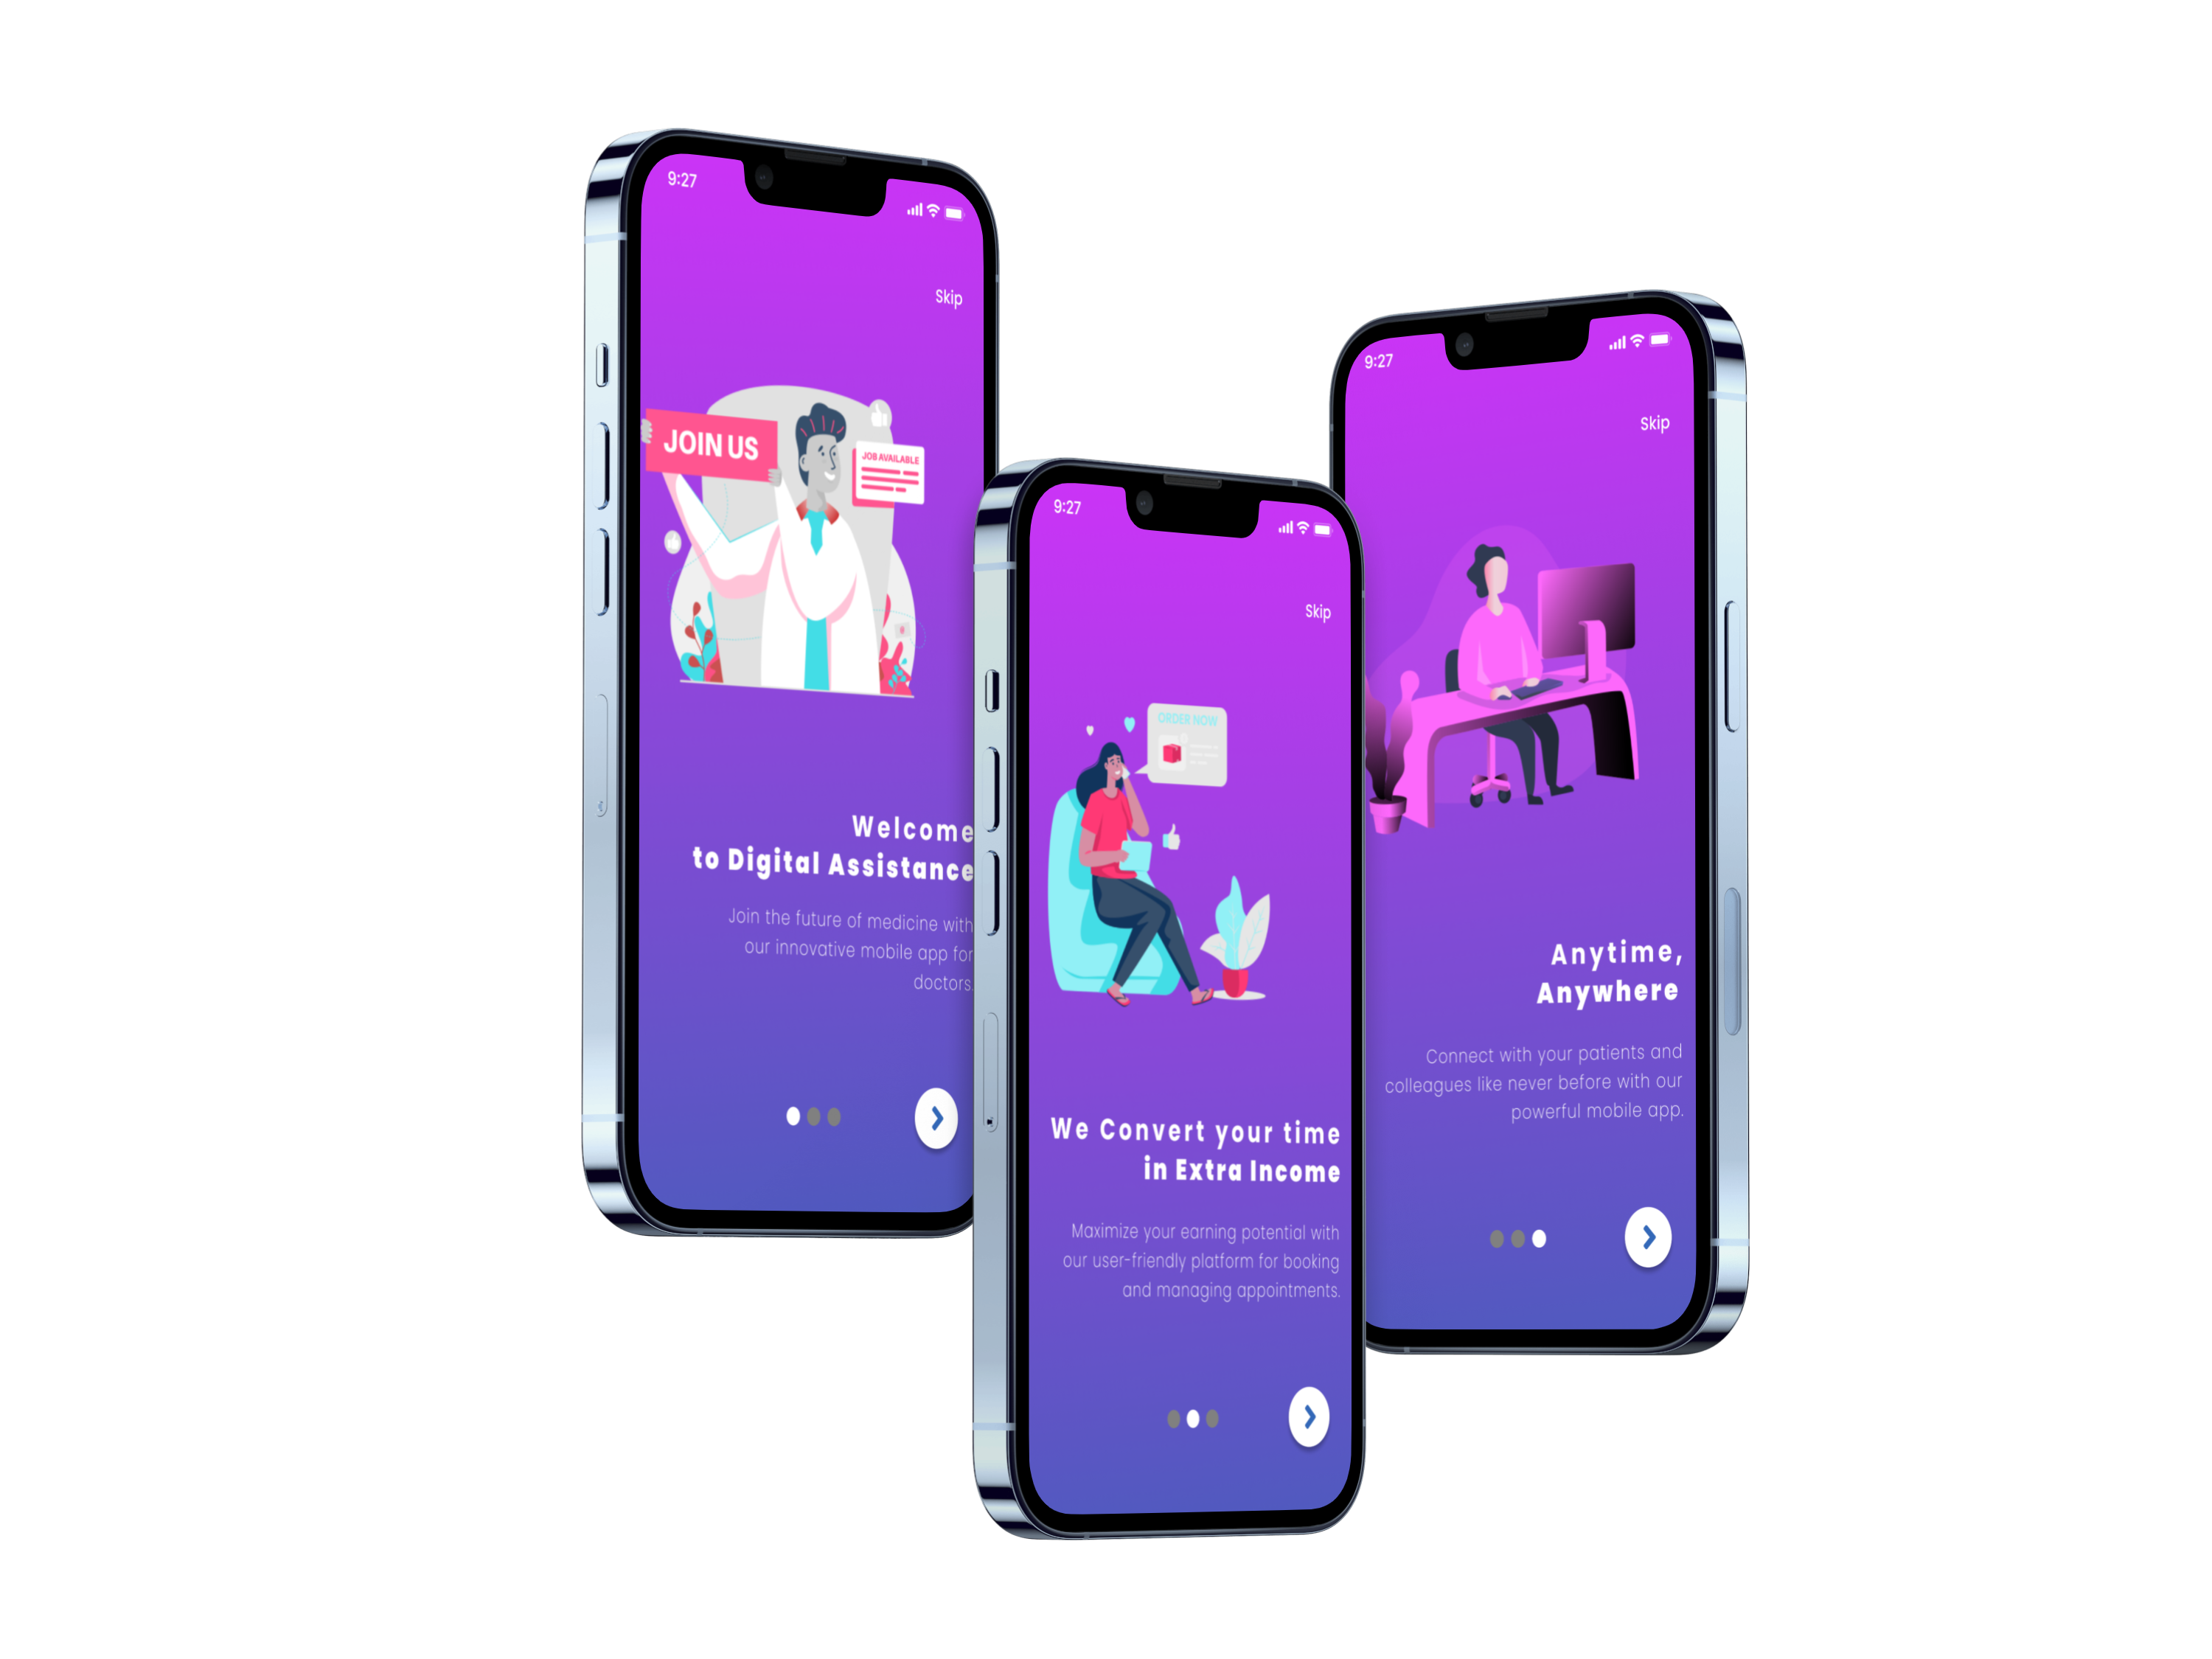 9:27
Skip
JOIN US
JOB AVAILABLE
Welcome
to Digital Assistance
Join the future of medicine with
our innovative mobile app for
doctors.
9:27
Skip
ORDER NOW
We Convert your time
in Extra Income
Maximize your earning potential with
our user-friendly platform for booking
and managing appointments.
9:27
Skip
Anytime,
Anywhere
Connect with your patients and
colleagues like never before with our
powerful mobile app.